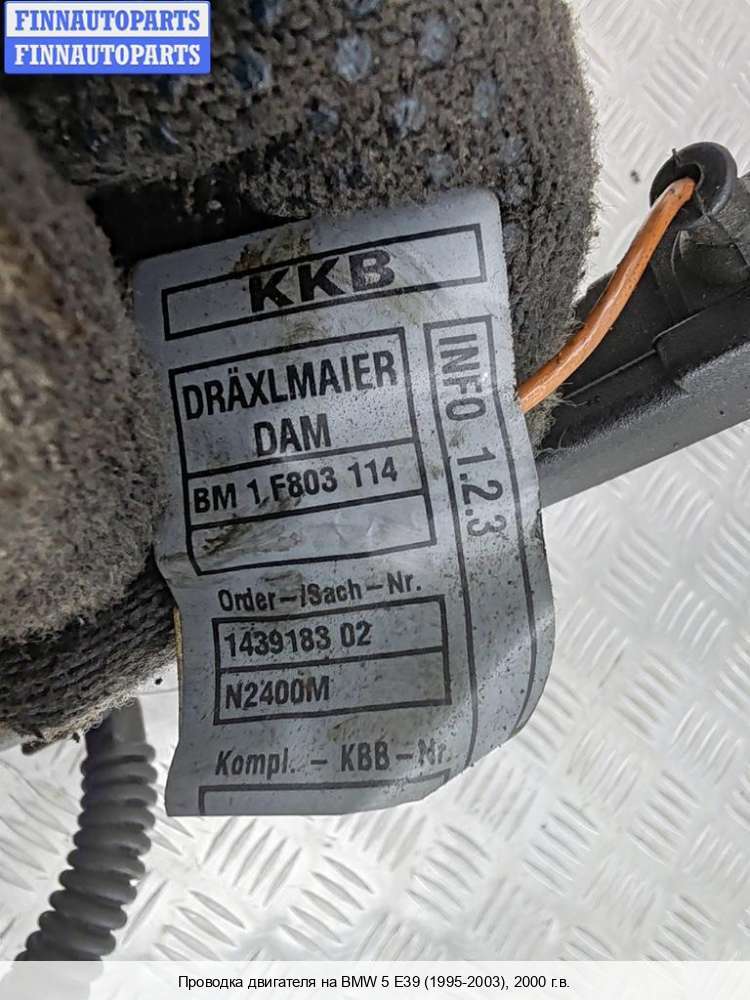 FINNAUTOPARTS
FINNAUTOPARTS
KKB
DRÄXLMAIER
DAM
BM 1 F803 114
INFO 1.2.3
Order-/Sach-Nr.
1439183 02
N2400M
Kompl. - KBB-Nr.
Проводка двигателя на BMW 5 E39 (1995-2003), 2000 г.в.